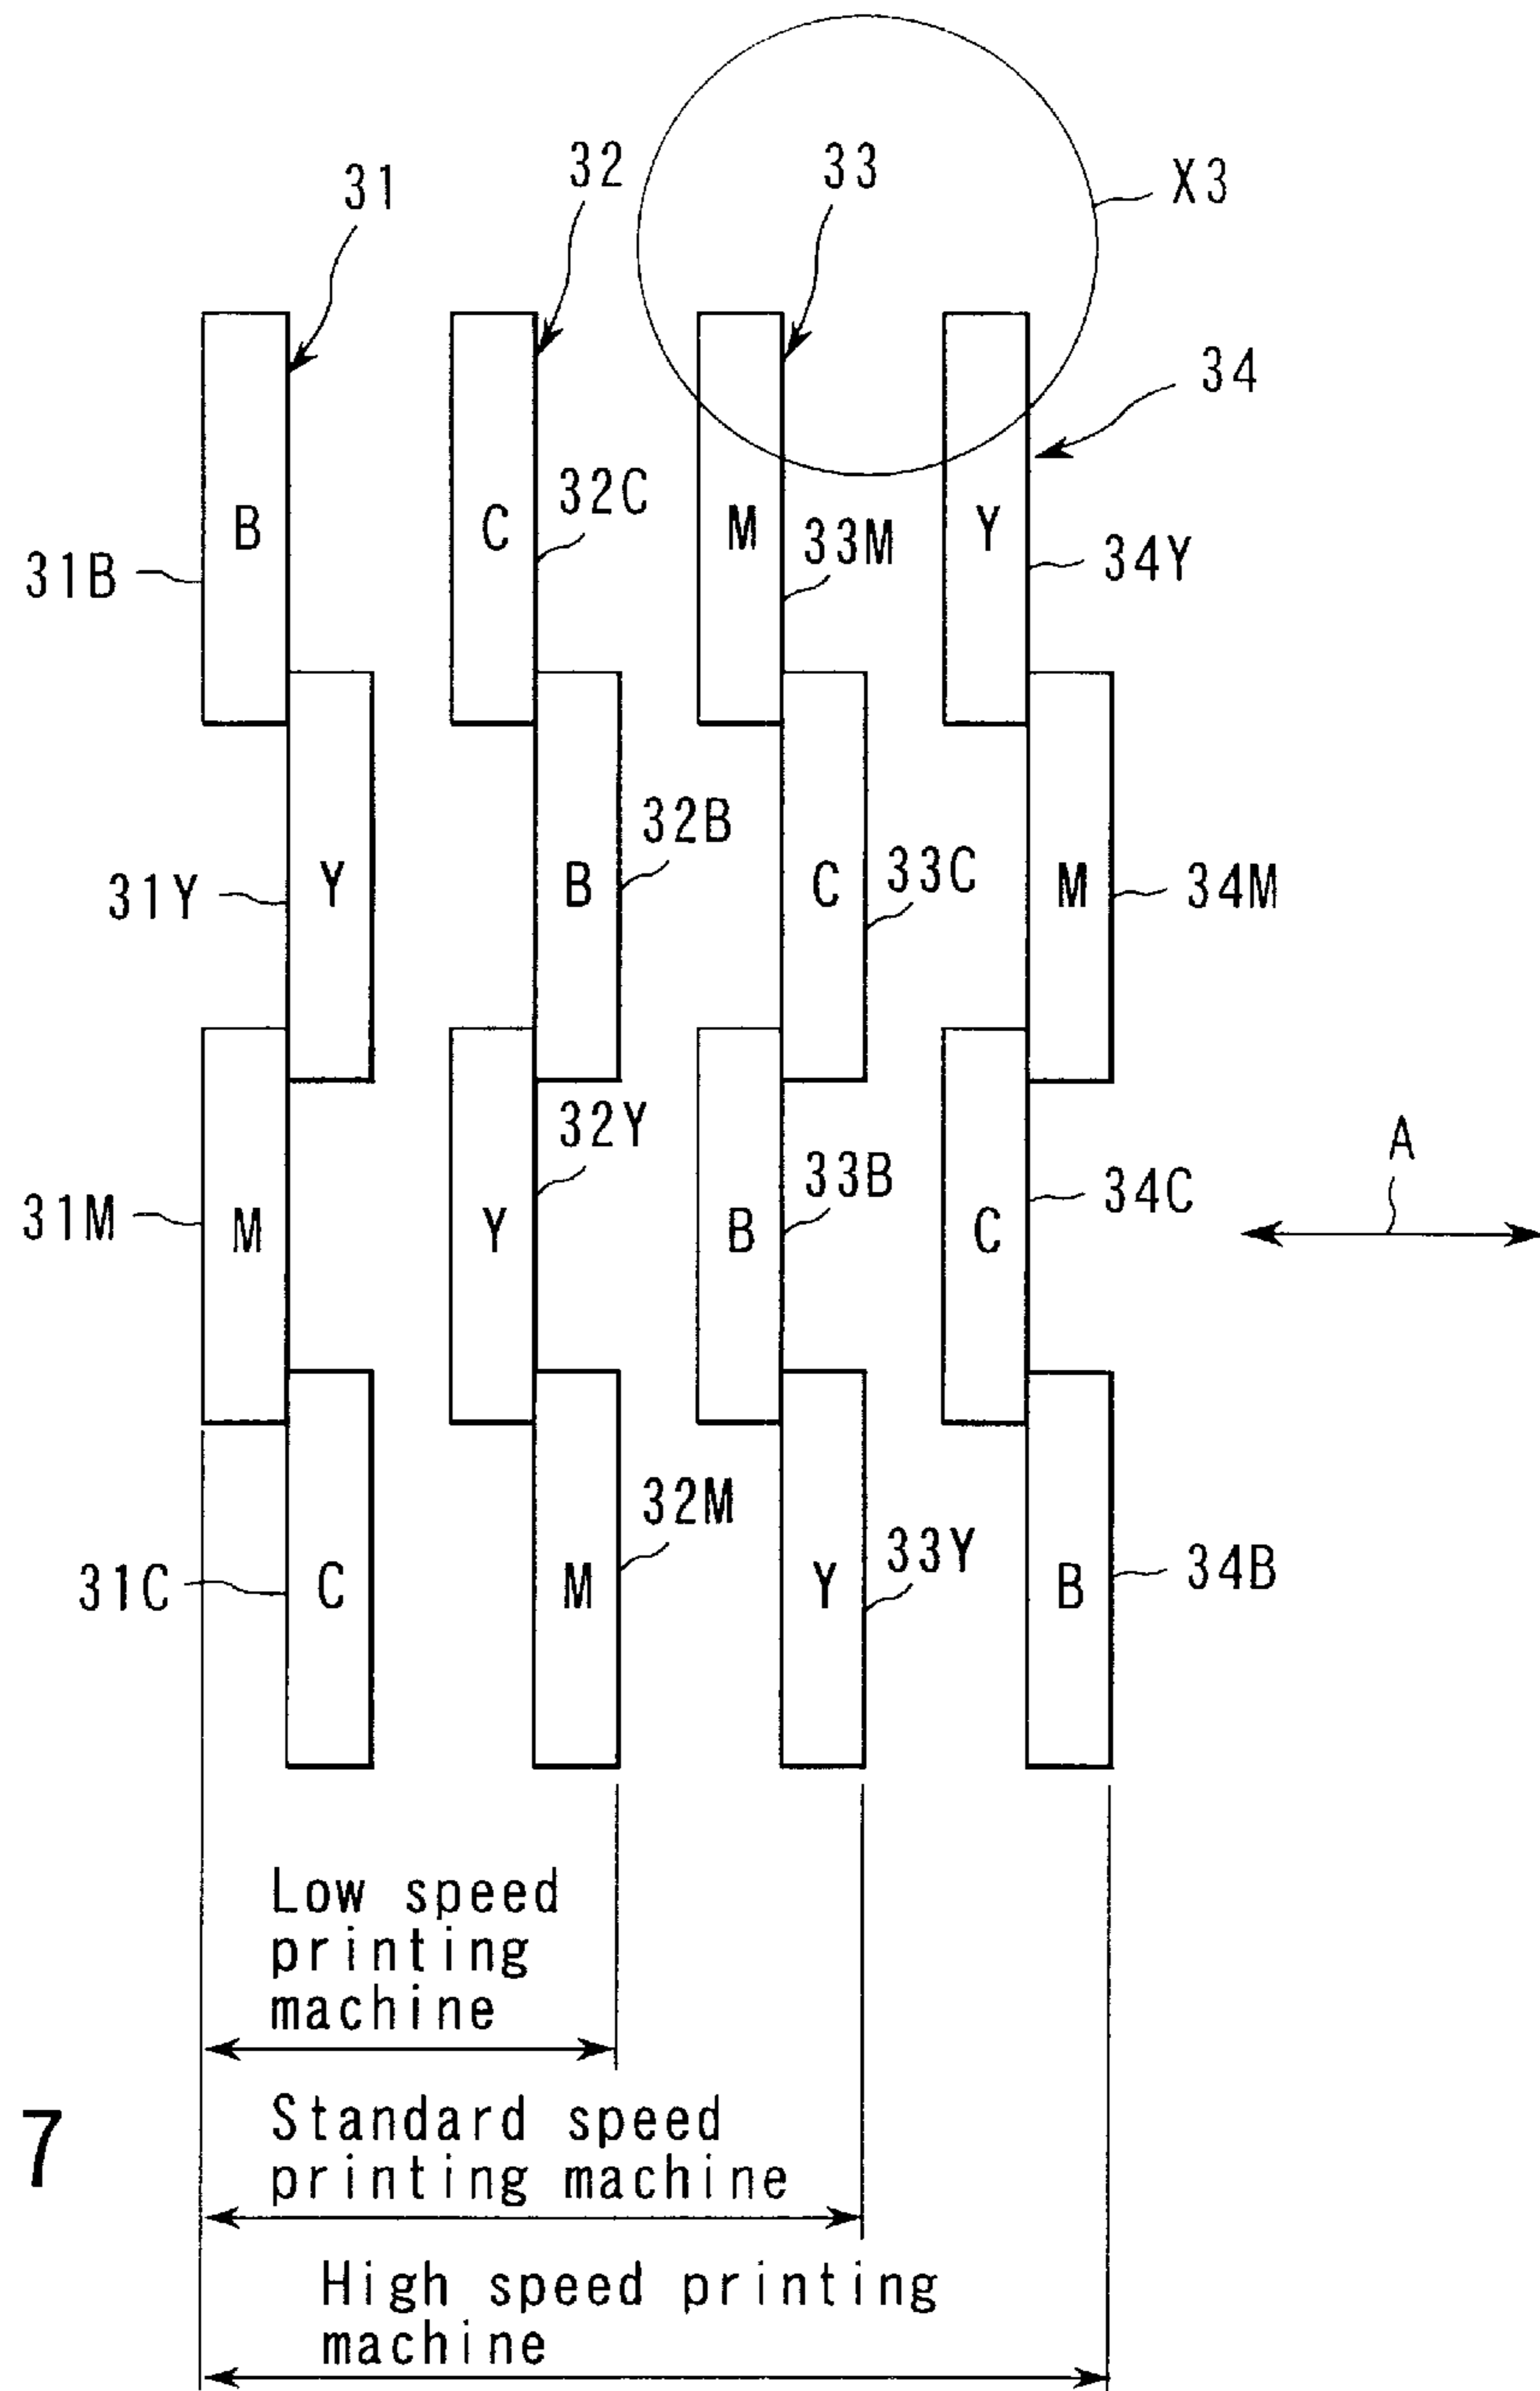 31
32
33
X3
34
B
C
M
Y
32C
33M
34Y
31B
32B
33C
31Y
Y
B
C
M
34M
32Y
33B
34C
A
31M
M
Y
B
C
32M
33Y
34B
31C
C
M
Y
B
Low speed
printing
machine
Standard speed
printing machine
High speed printing
machine
7